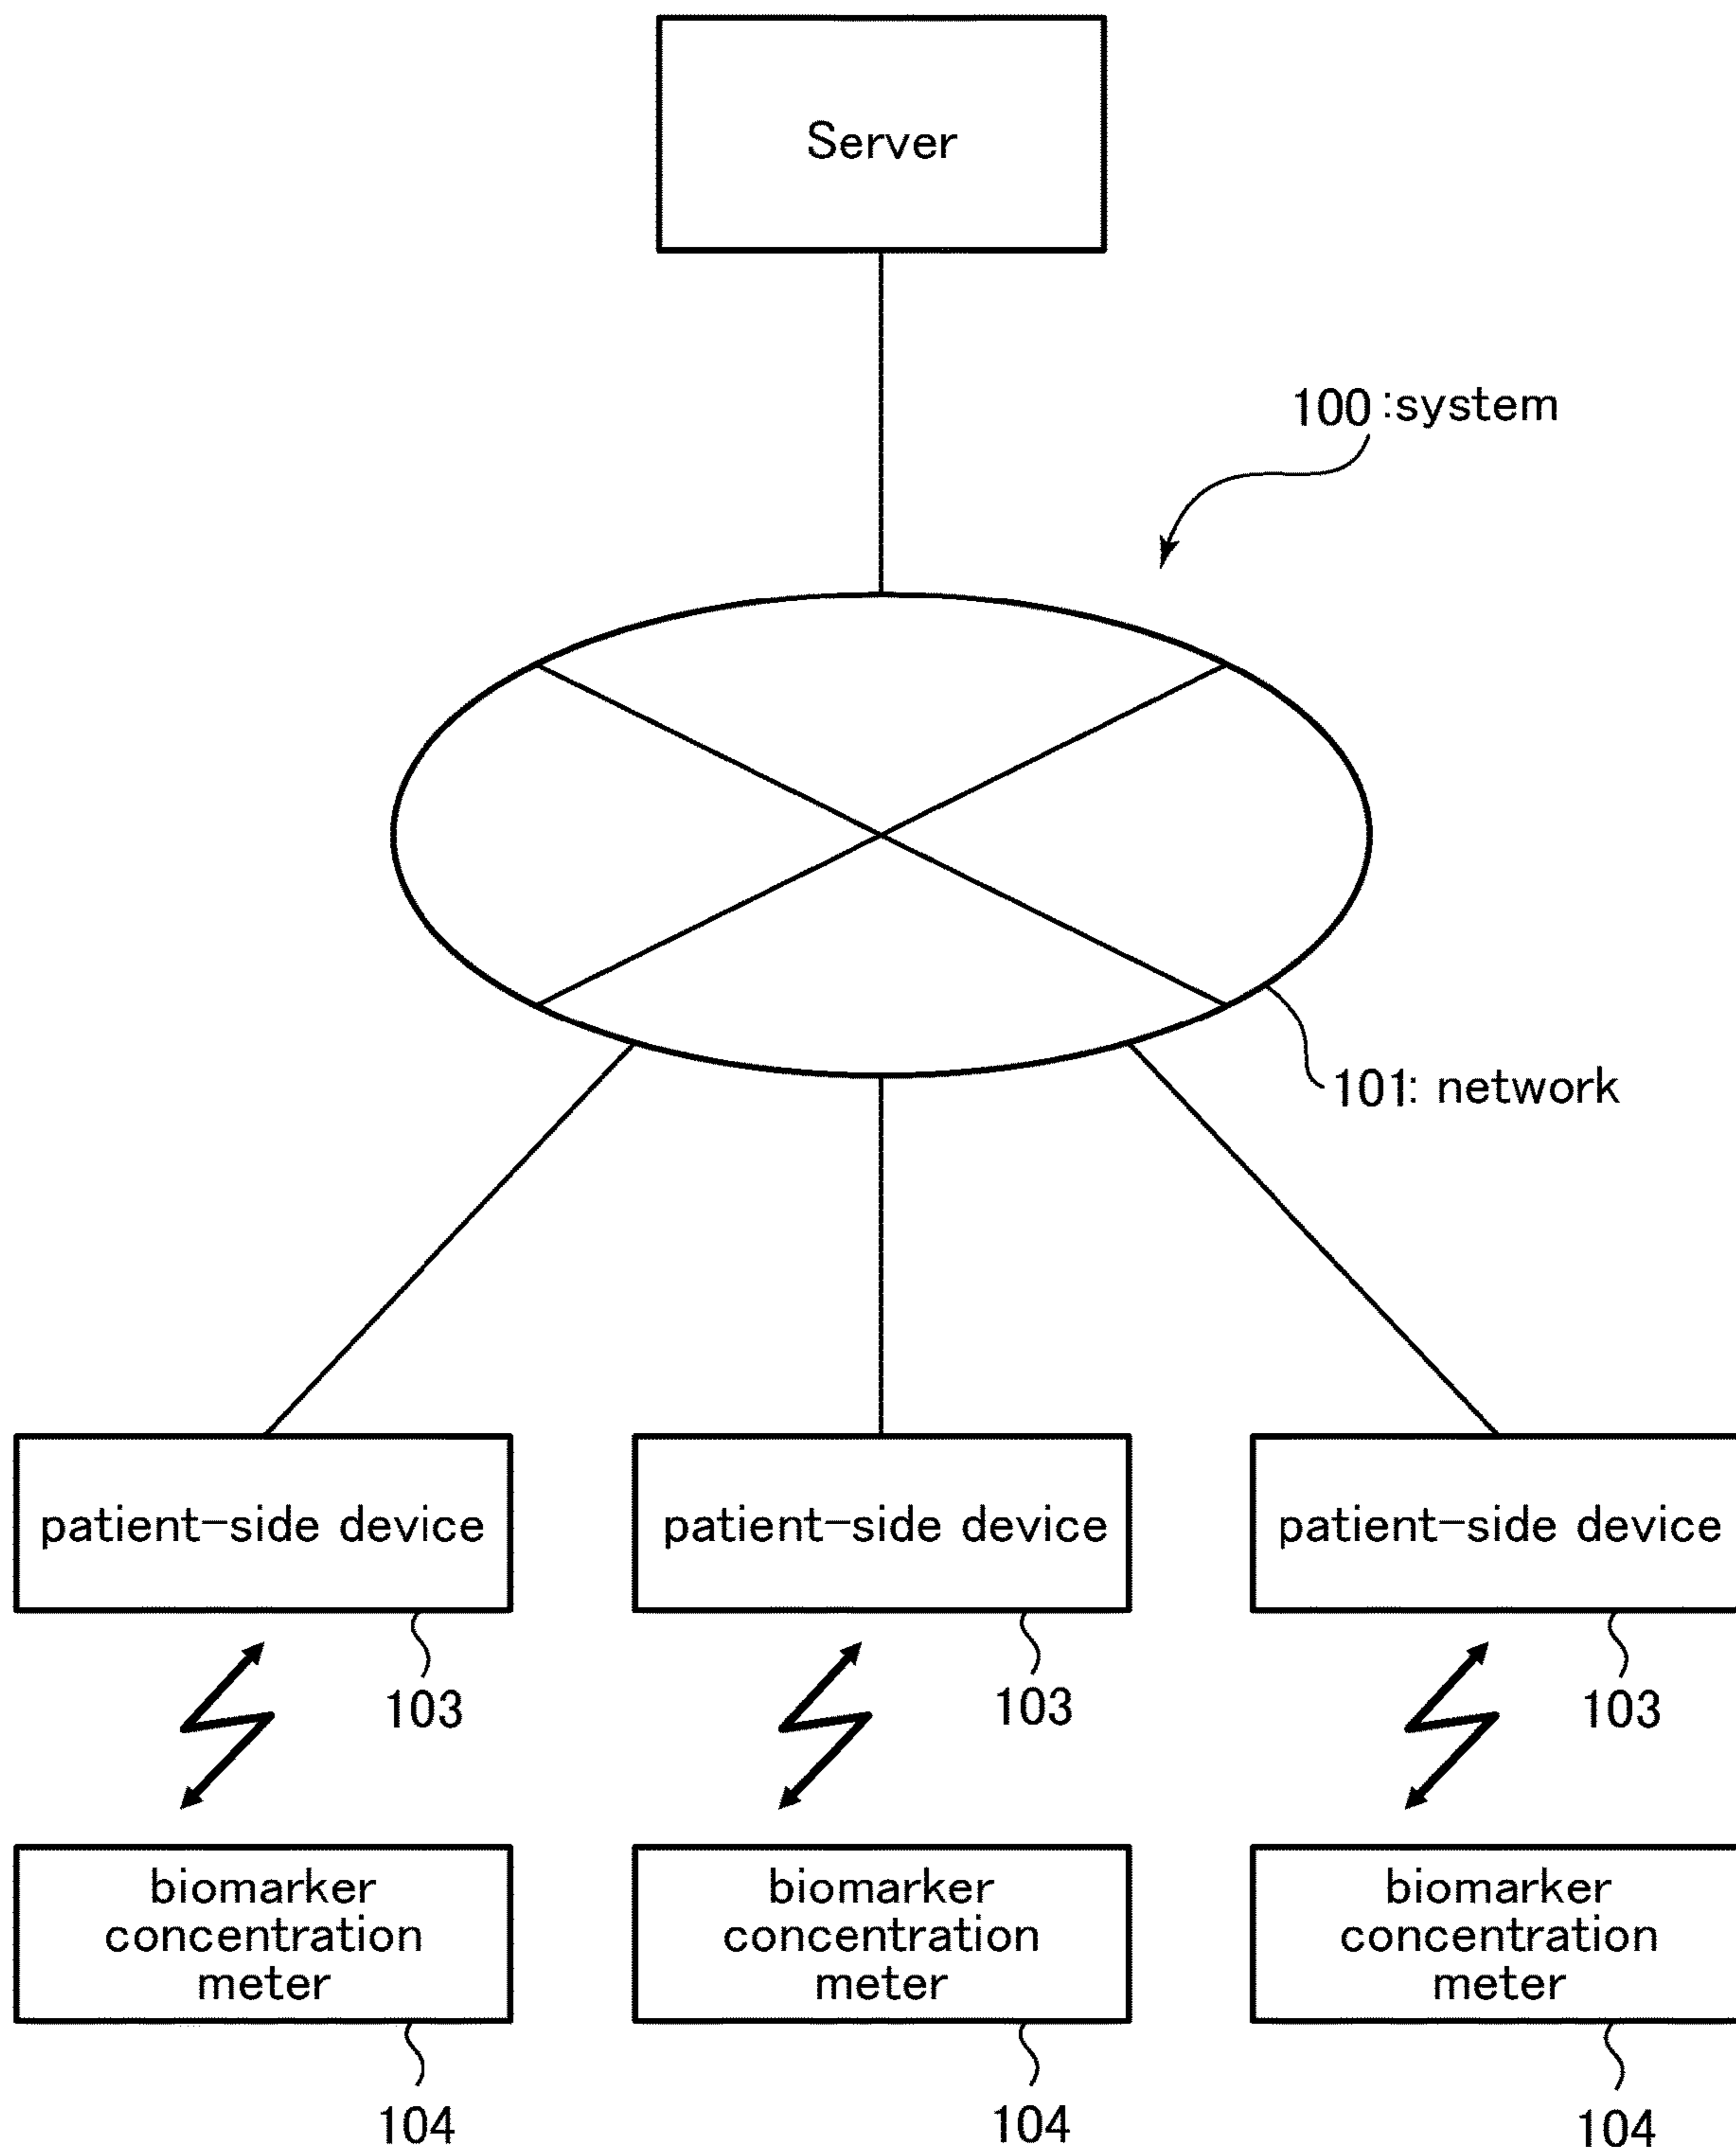 Server
100 :system
101: network
patient-side device
patient-side device
patient-side device
103
103
103
biomarker
concentration
meter
biomarker
concentration
meter
biomarker
concentration
meter
104
104
104